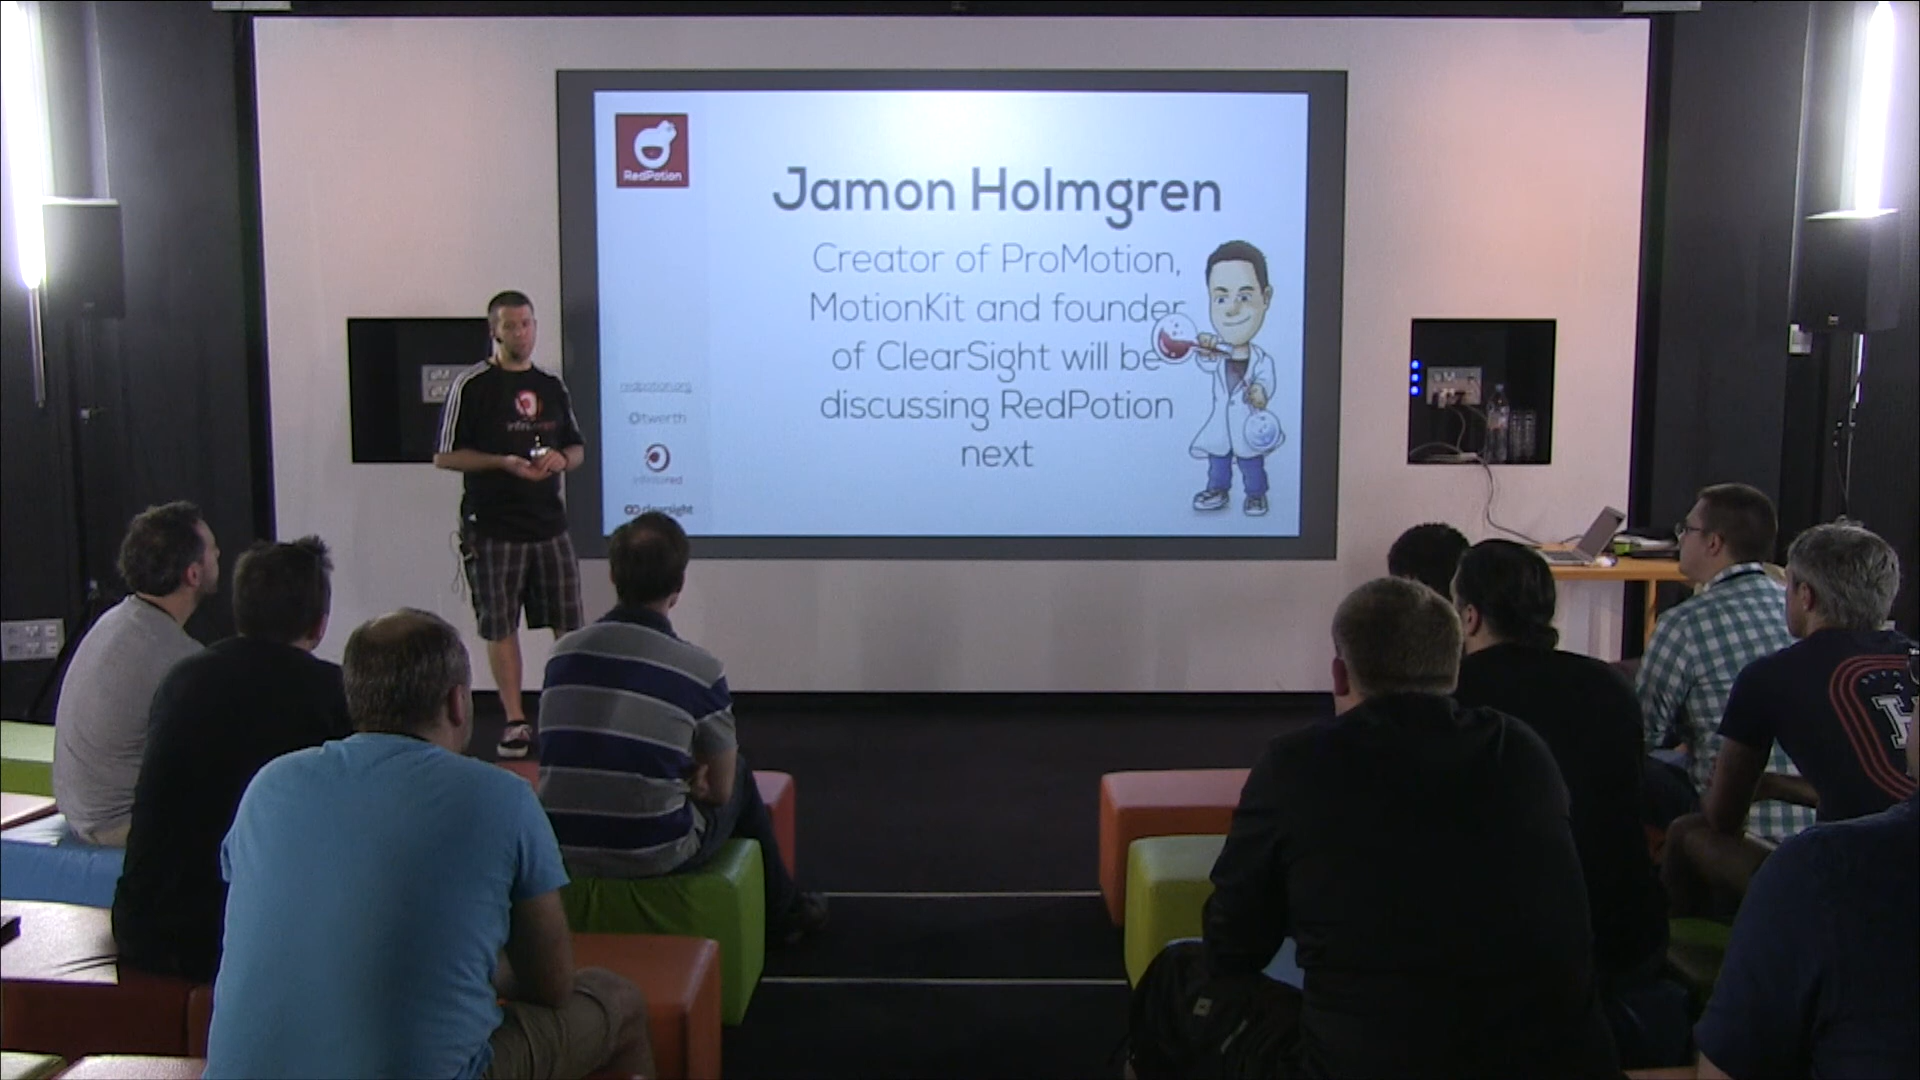 RedPotion
Jamon Holmgren
Creator of ProMotion,
MotionKit and founder
of ClearSight will be
discussing RedPotion
next
redpotion.org
@twerth
infinitered
clearsight